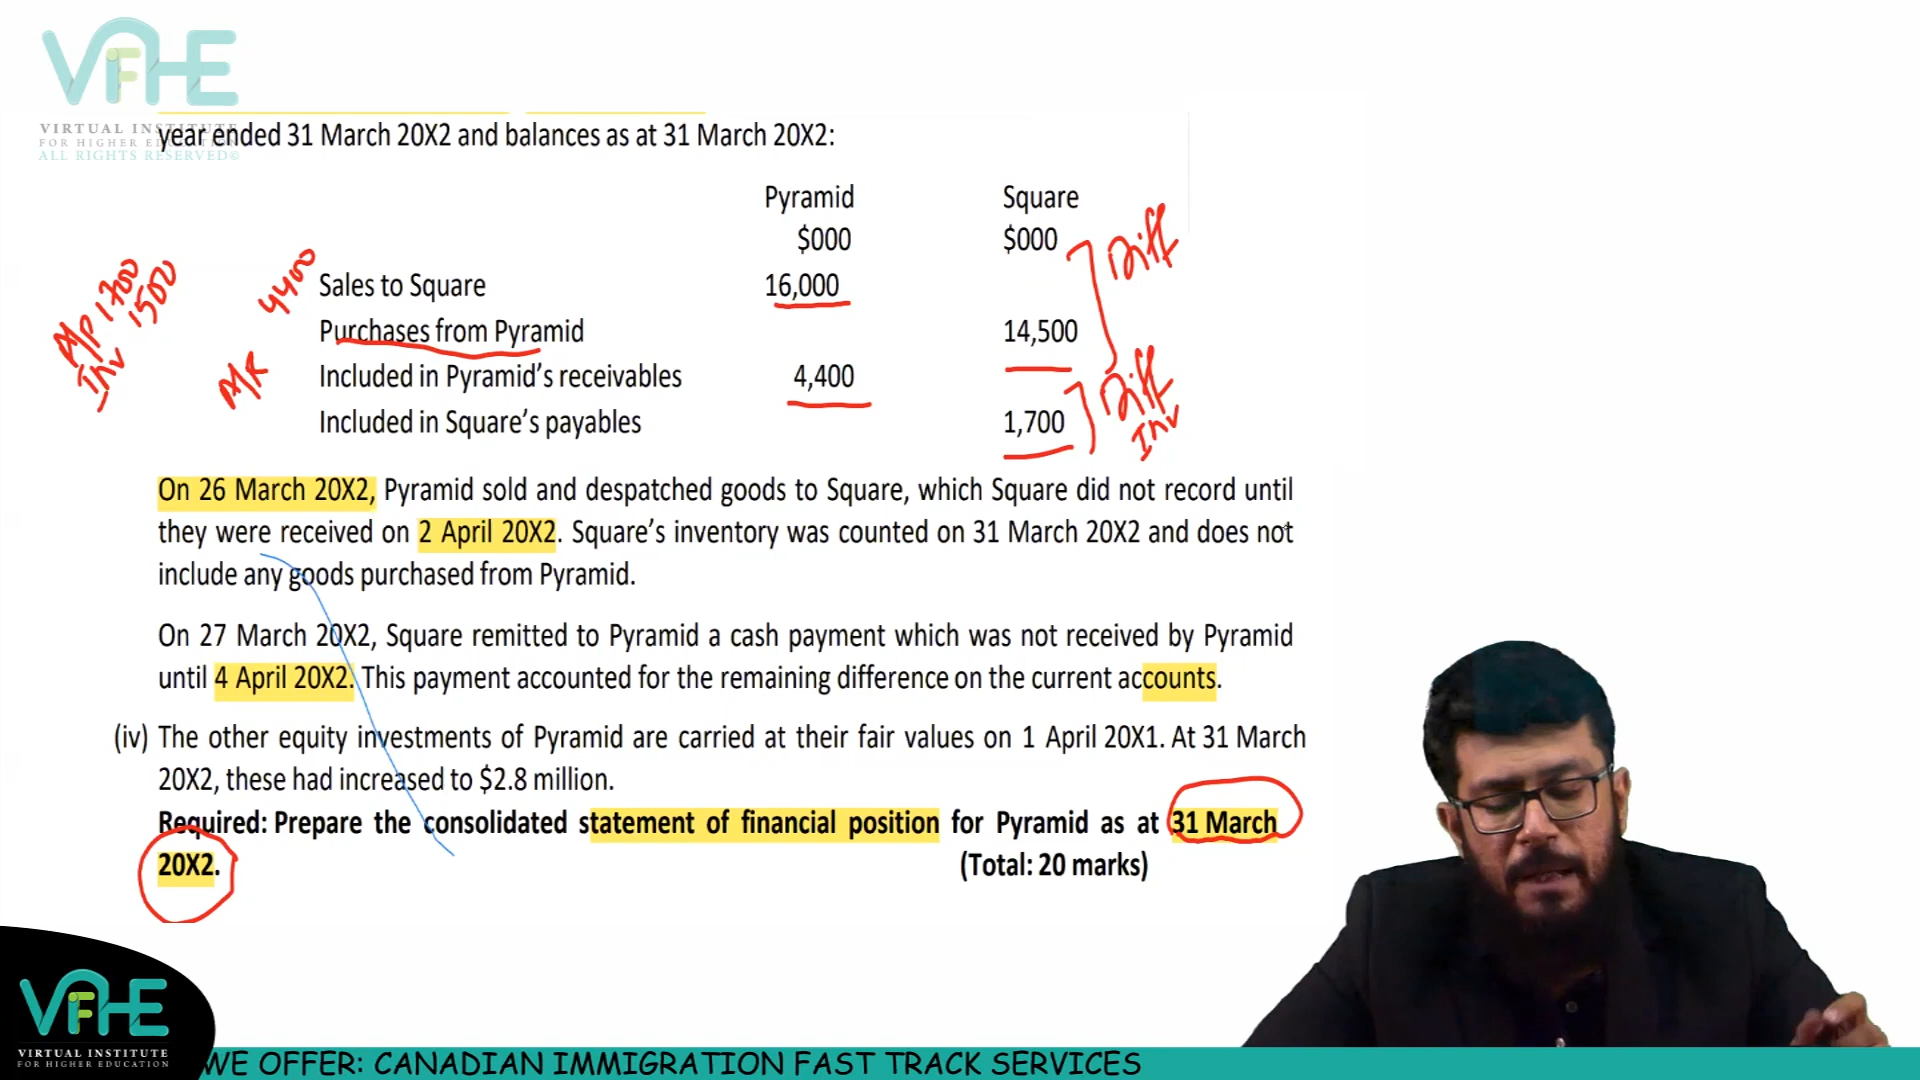 VIFHE
VIRTUAL INSTITUTE
FOR HIGHER EDUCATION
ALL RIGHTS RESERVED©
year ended 31 March 20X2 and balances as at 31 March 20X2:
Pyramid Square
$000 $000
Sales to Square 16,000
Purchases from Pyramid 14,500
Included in Pyramid's receivables 4,400
Included in Square's payables 1,700
A/P 1700
Inv 1500
A/R 4400
Diff
Diff
Inv
On 26 March 20X2, Pyramid sold and despatched goods to Square, which Square did not record until
they were received on 2 April 20X2. Square's inventory was counted on 31 March 20X2 and does not
include any goods purchased from Pyramid.
On 27 March 20X2, Square remitted to Pyramid a cash payment which was not received by Pyramid
until 4 April 20X2. This payment accounted for the remaining difference on the current accounts.
(iv) The other equity investments of Pyramid are carried at their fair values on 1 April 20X1. At 31 March
20X2, these had increased to $2.8 million.
Required: Prepare the consolidated statement of financial position for Pyramid as at 31 March
20X2. (Total: 20 marks)
VIFHE
VIRTUAL INSTITUTE
FOR HIGHER EDUCATION
WE OFFER: CANADIAN IMMIGRATION FAST TRACK SERVICES